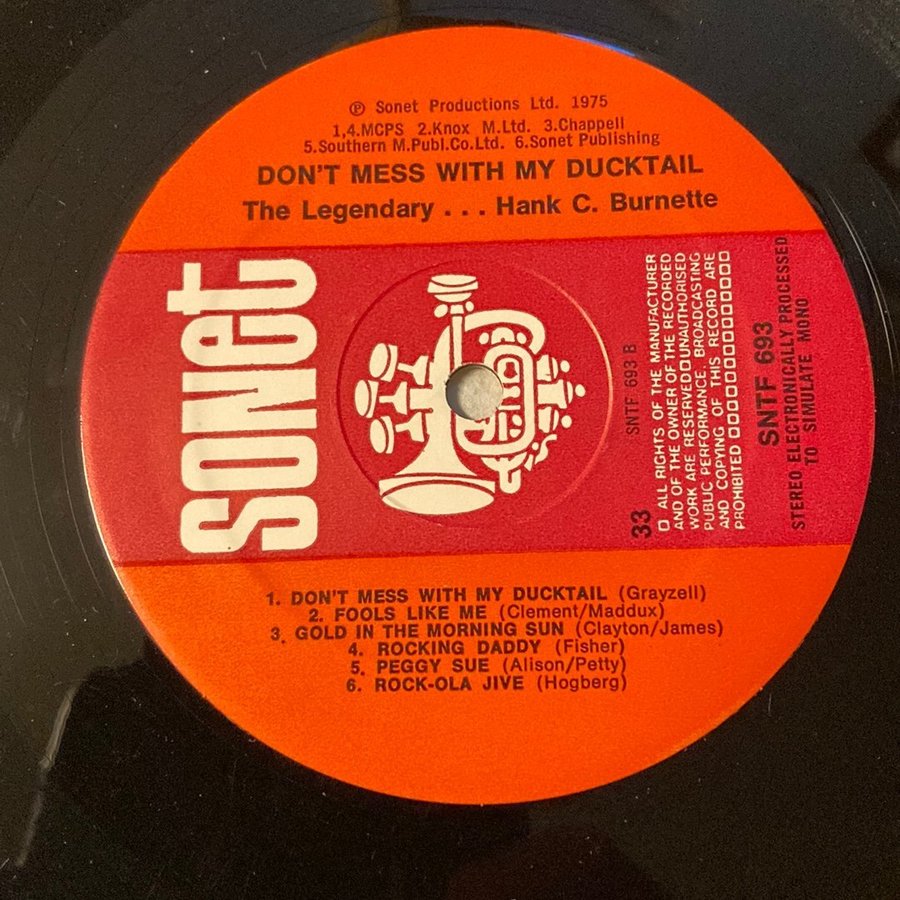 ℗ Sonet Productions Ltd. 1975
1,4.MCPS 2.Knox M.Ltd. 3.Chappell
5.Southern M.Publ.Co.Ltd. 6.Sonet Publishing
DON'T MESS WITH MY DUCKTAIL
The Legendary . . . Hank C. Burnette
sonet
SNTF 693 B
33
ALL RIGHTS OF THE MANUFACTURER
AND OF THE OWNER OF THE RECORDED
WORK ARE RESERVED UNAUTHORISED
PUBLIC PERFORMANCE, BROADCASTING
AND COPYING OF THIS RECORD ARE
PROHIBITED
SNTF 693
STEREO ELECTRONICALLY PROCESSED
TO SIMULATE MONO
1. DON'T MESS WITH MY DUCKTAIL (Grayzell)
2. FOOLS LIKE ME (Clement/Maddux)
3. GOLD IN THE MORNING SUN (Clayton/James)
4. ROCKING DADDY (Fisher)
5. PEGGY SUE (Alison/Petty)
6. ROCK-OLA JIVE (Hogberg)